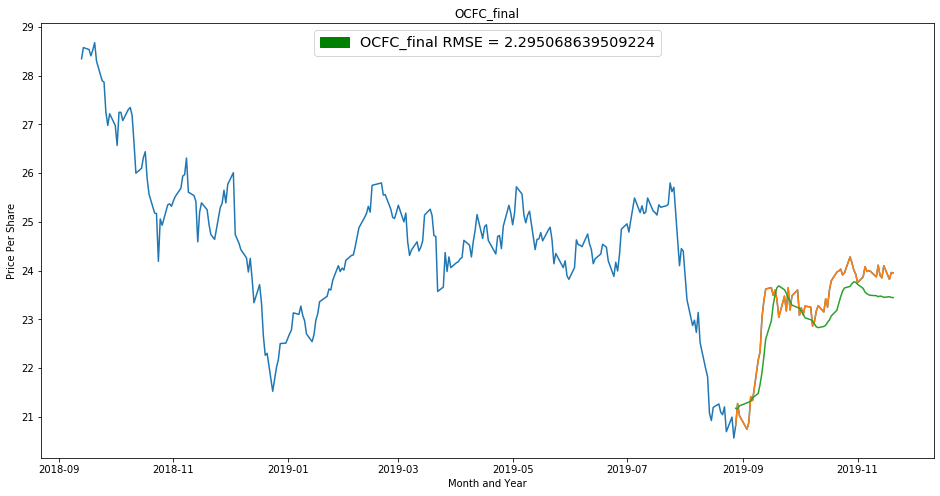 OCFC_final
OCFC_final RMSE = 2.295068639509224
29
28
27
26
25
24
23
22
21
Price Per Share
2018-09 2018-11 2019-01 2019-03 2019-05 2019-07 2019-09 2019-11
Month and Year